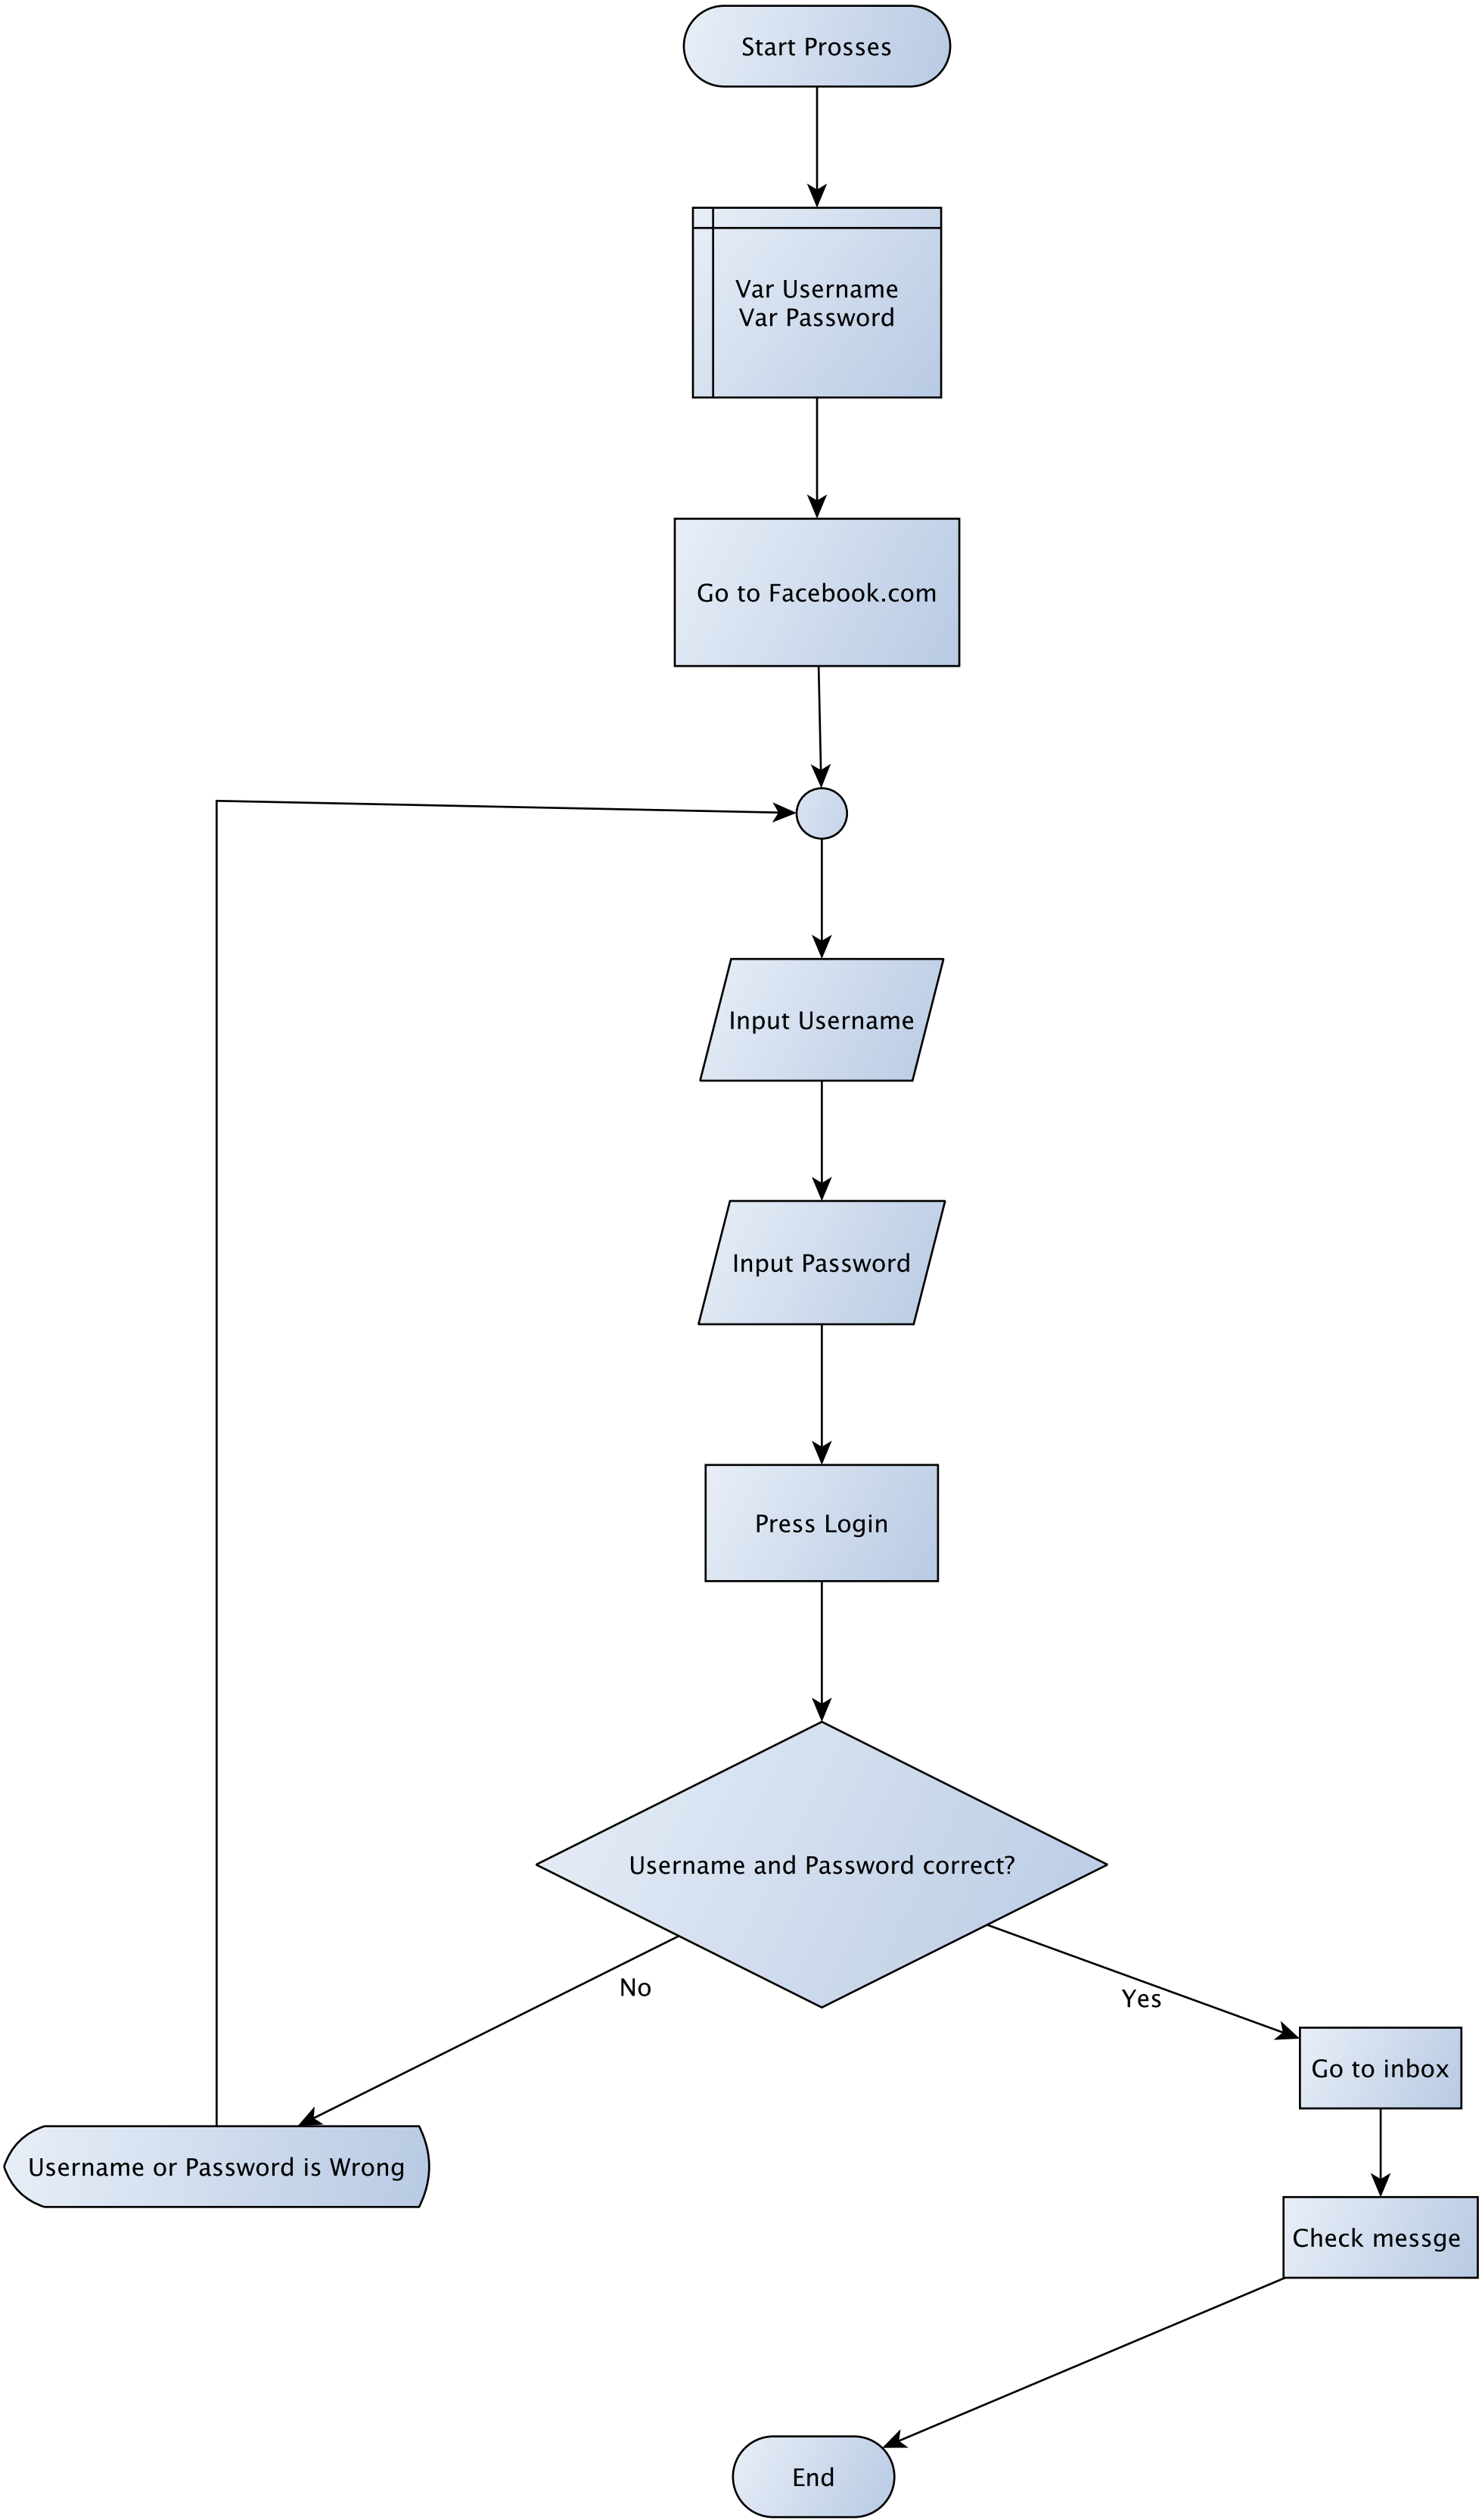 Start Prosses
Var Username
Var Password
Go to Facebook.com
Input Username
Input Password
Press Login
Username and Password correct?
No
Yes
Go to inbox
Username or Password is Wrong
Check messge
End